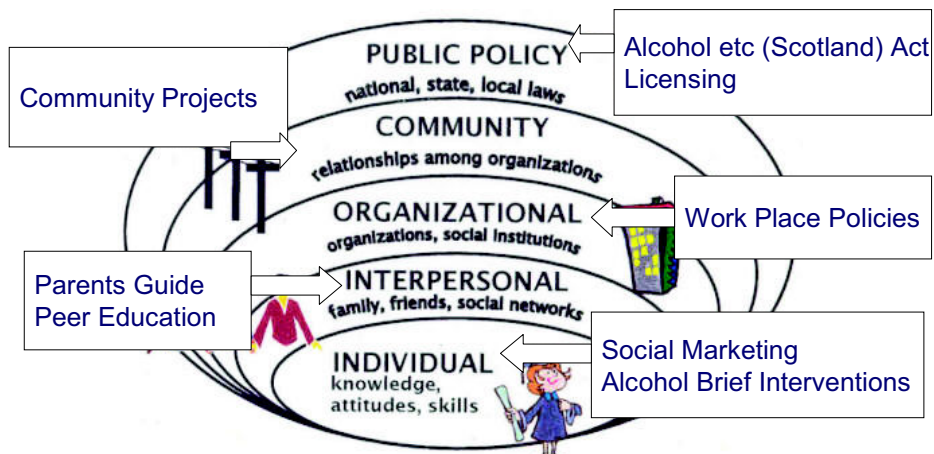 PUBLIC POLICY
national, state, local laws
Alcohol etc (Scotland) Act
Licensing
Community Projects
COMMUNITY
relationships among organizations
ORGANIZATIONAL
organizations, social institutions
Work Place Policies
Parents Guide
Peer Education
INTERPERSONAL
family, friends, social networks
INDIVIDUAL
knowledge,
attitudes, skills
Social Marketing
Alcohol Brief Interventions